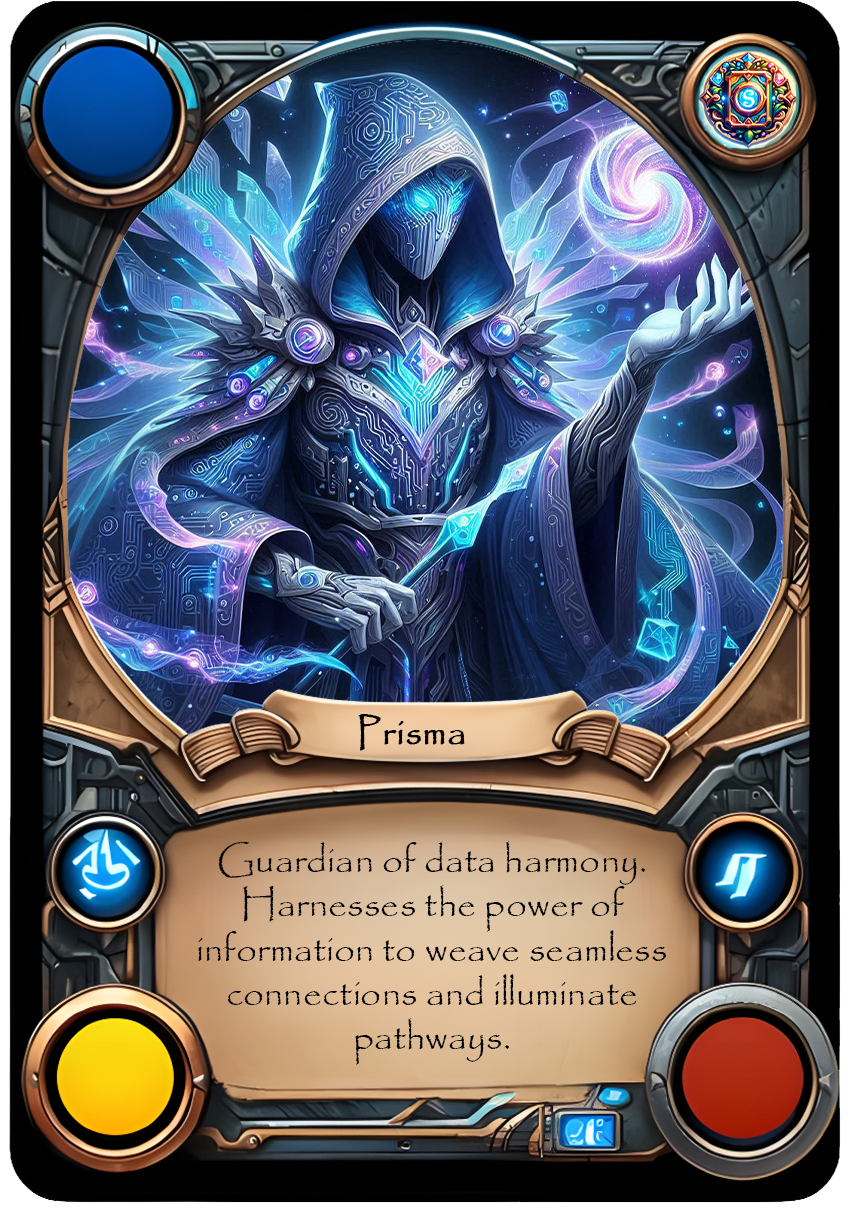 S
Prisma
Guardian of data harmony.
Harnesses the power of
information to weave seamless
connections and illuminate
pathways.